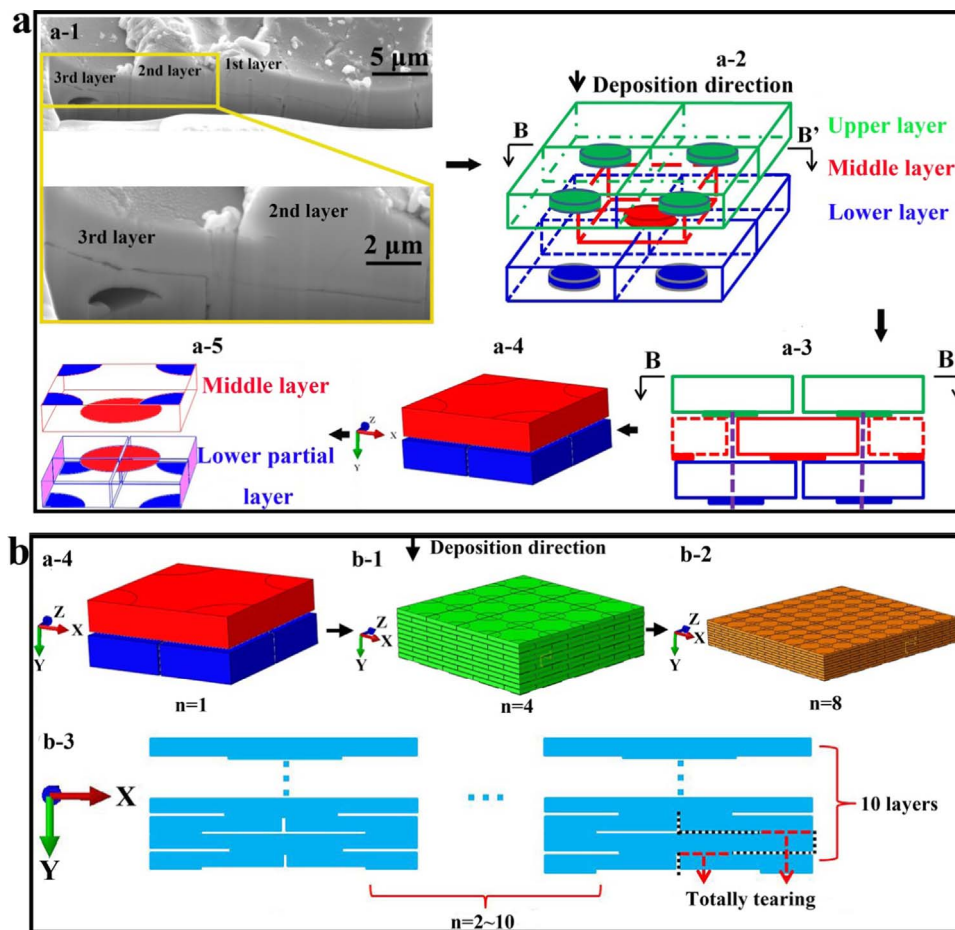 a
a-1
3rd layer
2nd layer
1st layer
5 μm
3rd layer
2nd layer
2 μm
a-2
Deposition direction
B
B'
Upper layer
Middle layer
Lower layer
a-5
Middle layer
Lower partial
layer
a-4
Z
X
Y
a-3
B
B
b
a-4
Z
X
Y
n=1
Deposition direction
b-1
Z
X
Y
n=4
b-2
Z
X
Y
n=8
b-3
X
Y
10 layers
Totally tearing
n=2~10